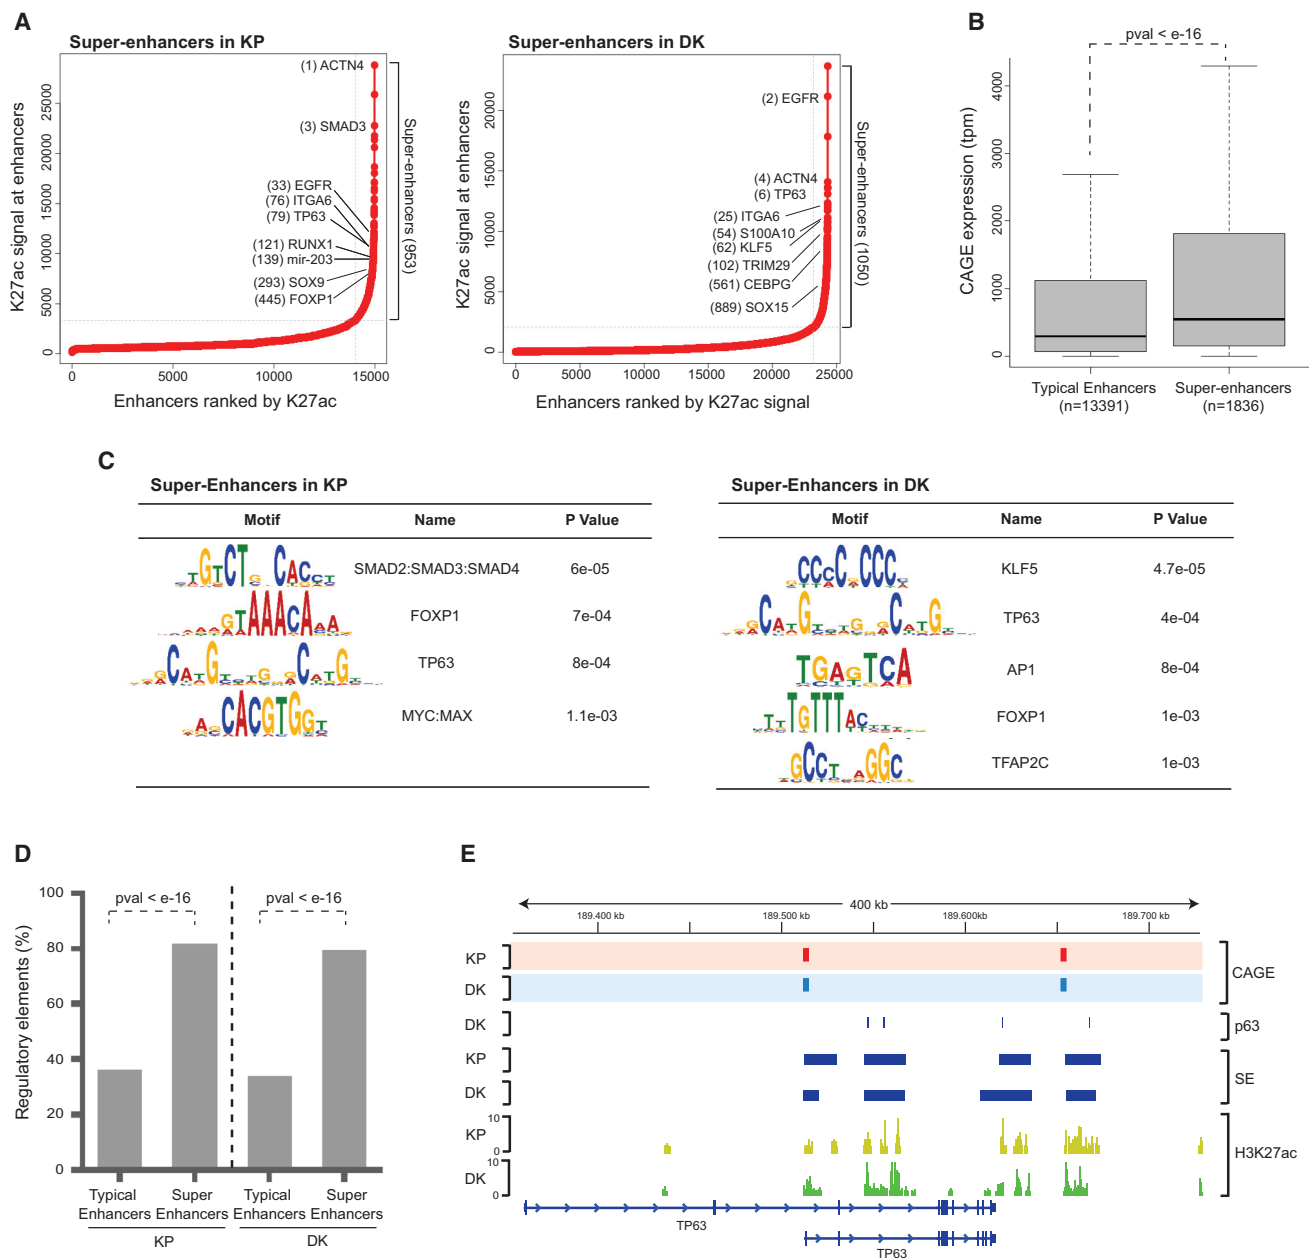 A
Super-enhancers in KP
K27ac signal at enhancers
25000
20000
15000
10000
5000
0
(1) ACTN4
(3) SMAD3
(33) EGFR
(76) ITGA6
(79) TP63
(121) RUNX1
(139) mir-203
(293) SOX9
(445) FOXP1
Super-enhancers (953)
0 5000 10000 15000
Enhancers ranked by K27ac
Super-enhancers in DK
K27ac signal at enhancers
20000
15000
10000
5000
0
(2) EGFR
(4) ACTN4
(6) TP63
(25) ITGA6
(54) S100A10
(62) KLF5
(102) TRIM29
(561) CEBPG
(889) SOX15
Super-enhancers (1050)
0 5000 10000 15000 20000 25000
Enhancers ranked by K27ac signal
B
pval < e-16
CAGE expression (tpm)
4000
3000
2000
1000
0
Typical Enhancers
(n=13391)
Super-enhancers
(n=1836)
C
Super-Enhancers in KP
Motif Name P Value
SMAD2:SMAD3:SMAD4 6e-05
FOXP1 7e-04
TP63 8e-04
MYC:MAX 1.1e-03
Super-Enhancers in DK
Motif Name P Value
KLF5 4.7e-05
TP63 4e-04
AP1 8e-04
FOXP1 1e-03
TFAP2C 1e-03
D
Regulatory elements (%)
100
80
60
40
20
0
pval < e-16
pval < e-16
Typical Enhancers
Super Enhancers
Typical Enhancers
Super Enhancers
KP
DK
E
400 kb
189.400 kb 189.500 kb 189.600kb 189.700 kb
KP
DK
CAGE
DK
p63
KP
DK
SE
KP
10
0
DK
10
0
H3K27ac
TP63
TP63